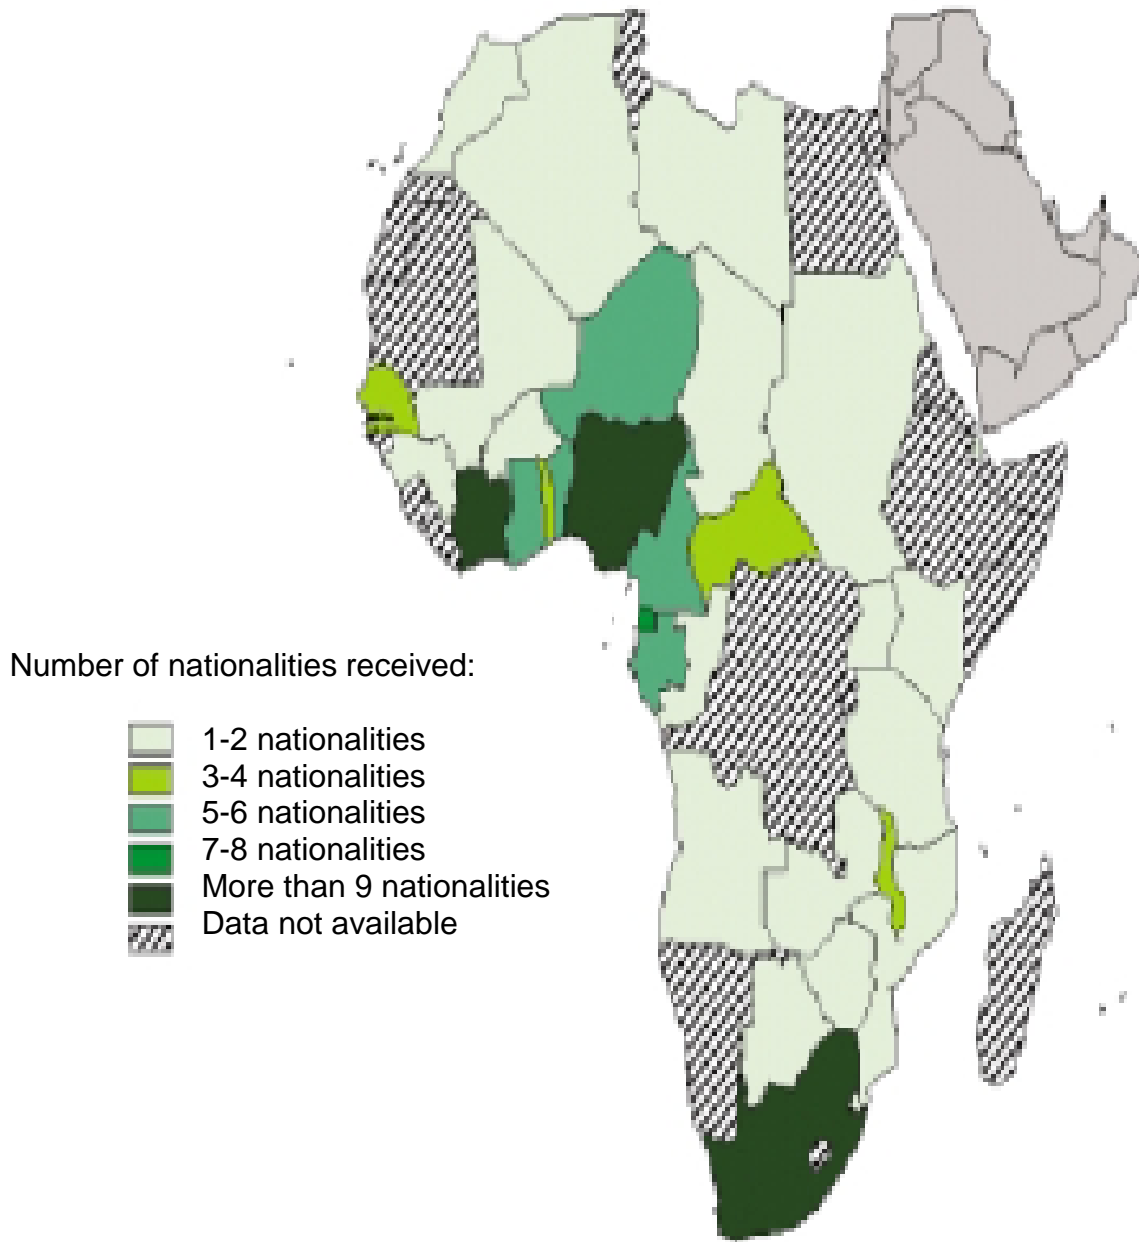 Number of nationalities received:
1-2 nationalities
3-4 nationalities
5-6 nationalities
7-8 nationalities
More than 9 nationalities
Data not available